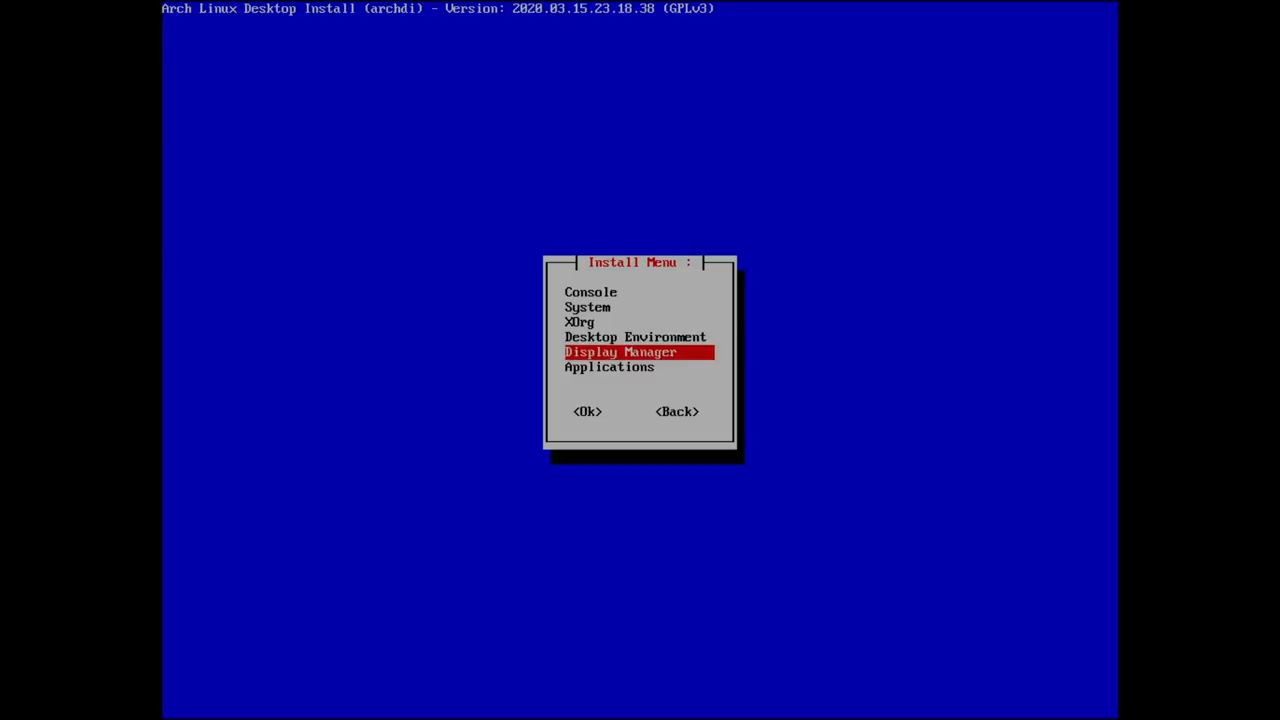 Arch Linux Desktop Install (archdi) - Version: 2020.03.15.23.18.38 (GPLv3)
Install Menu :
Console
System
XOrg
Desktop Environment
Display Manager
Applications
<Ok> <Back>